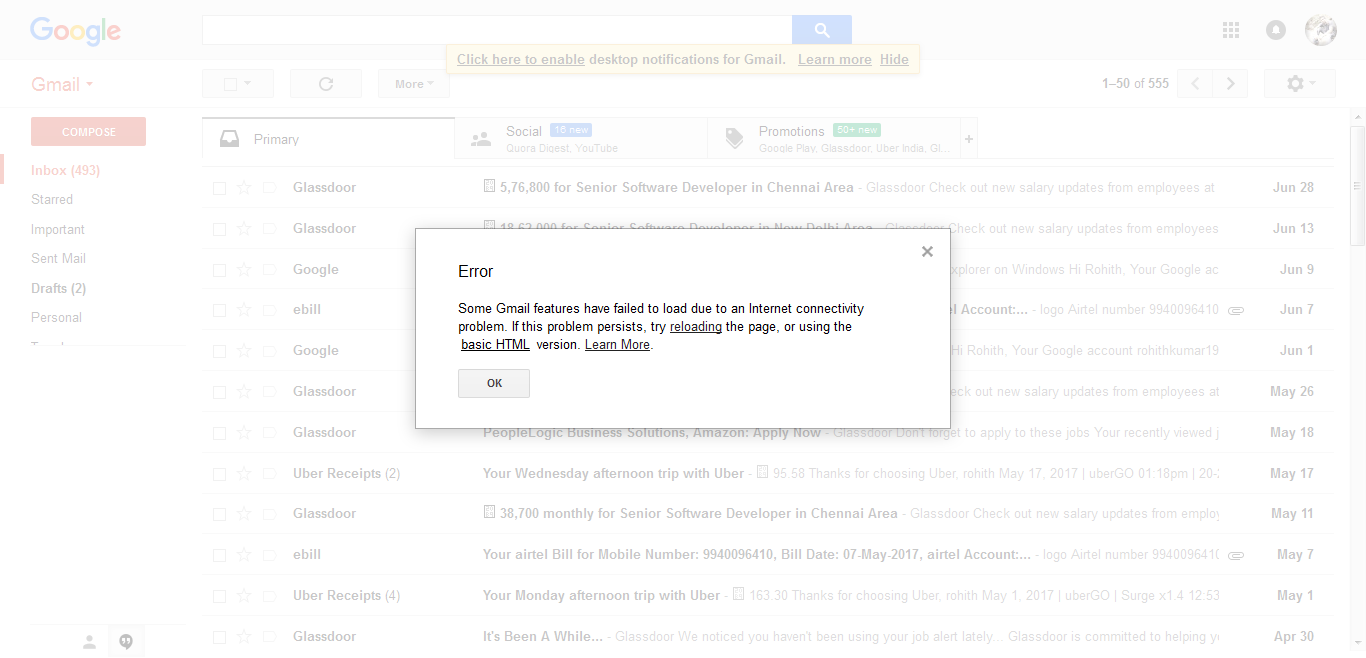 Google
Click here to enable desktop notifications for Gmail. Learn more Hide
Gmail
More
1–50 of 555
COMPOSE
Primary
Social 16 new
Quora Digest, YouTube
Promotions 50+ new
Google Play, Glassdoor, Uber India, Gl...
+
Inbox (493)
Starred
Important
Sent Mail
Drafts (2)
Personal
Glassdoor 5,76,800 for Senior Software Developer in Chennai Area - Glassdoor Check out new salary updates from employees at Jun 28
Glassdoor 18,62,000 for Senior Software Developer in New Delhi Area - Glassdoor Check out new salary updates from employees Jun 13
Google xplorer on Windows Hi Rohith, Your Google ac Jun 9
ebill el Account:... - logo Airtel number 9940096410 Jun 7
Google Hi Rohith, Your Google account rohithkumar19 Jun 1
Glassdoor eck out new salary updates from employees at May 26
Glassdoor PeopleLogic Business Solutions, Amazon: Apply Now - Glassdoor Don't forget to apply to these jobs Your recently viewed j May 18
Uber Receipts (2) Your Wednesday afternoon trip with Uber - 95.58 Thanks for choosing Uber, rohith May 17, 2017 | uberGO 01:18pm | 20-2 May 17
Glassdoor 38,700 monthly for Senior Software Developer in Chennai Area - Glassdoor Check out new salary updates from employees May 11
ebill Your airtel Bill for Mobile Number: 9940096410, Bill Date: 07-May-2017, airtel Account:... - logo Airtel number 9940096410 May 7
Uber Receipts (4) Your Monday afternoon trip with Uber - 163.30 Thanks for choosing Uber, rohith May 1, 2017 | uberGO | Surge x1.4 12:53 May 1
Glassdoor It's Been A While... - Glassdoor We noticed you haven't been using your job alert lately... Glassdoor is committed to helping y Apr 30
Error
Some Gmail features have failed to load due to an Internet connectivity
problem. If this problem persists, try reloading the page, or using the
basic HTML version. Learn More.
OK